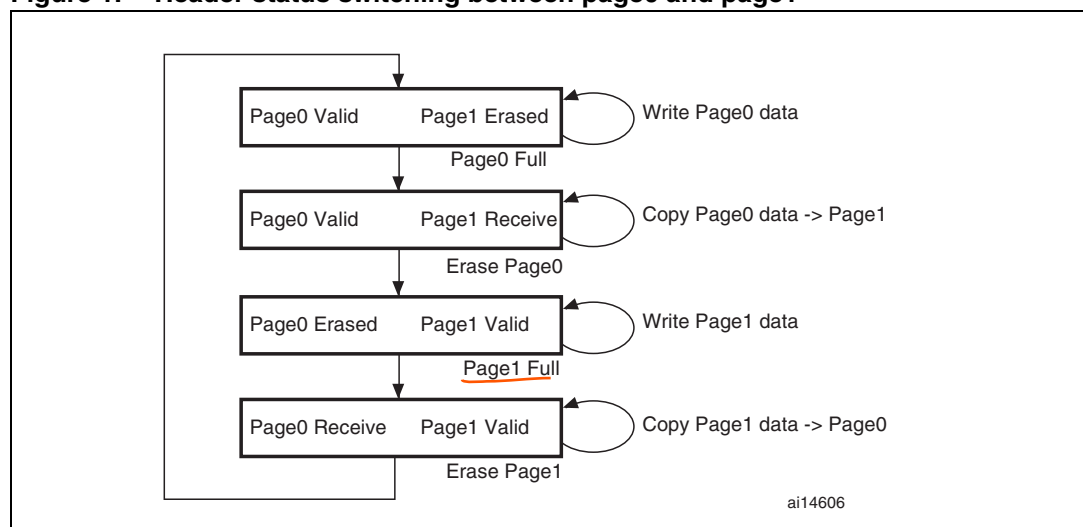 Figure 1. Header status switching between page0 and page1
Page0 Valid Page1 Erased
Write Page0 data
Page0 Full
Page0 Valid Page1 Receive
Copy Page0 data -> Page1
Erase Page0
Page0 Erased Page1 Valid
Write Page1 data
Page1 Full
Page0 Receive Page1 Valid
Copy Page1 data -> Page0
Erase Page1
ai14606